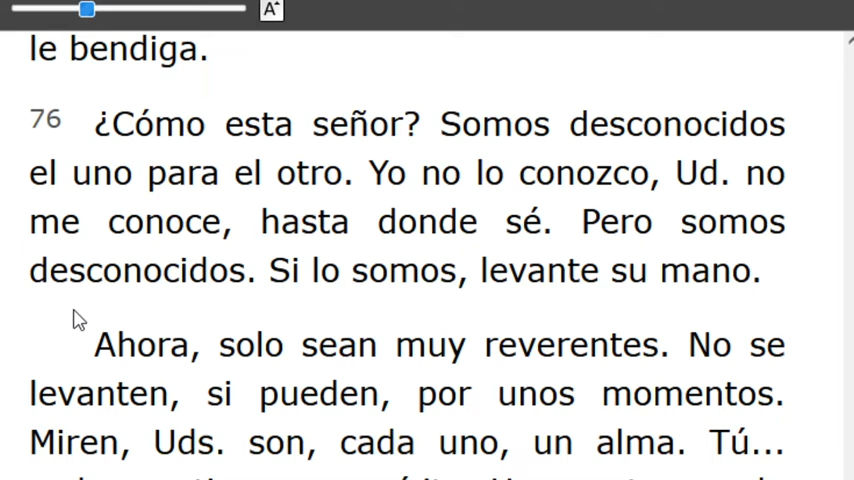 A
le bendiga.
76 ¿Cómo esta señor? Somos desconocidos
el uno para el otro. Yo no lo conozco, Ud. no
me conoce, hasta donde sé. Pero somos
desconocidos. Si lo somos, levante su mano.
Ahora, solo sean muy reverentes. No se
levanten, si pueden, por unos momentos.
Miren, Uds. son, cada uno, un alma. Tú...